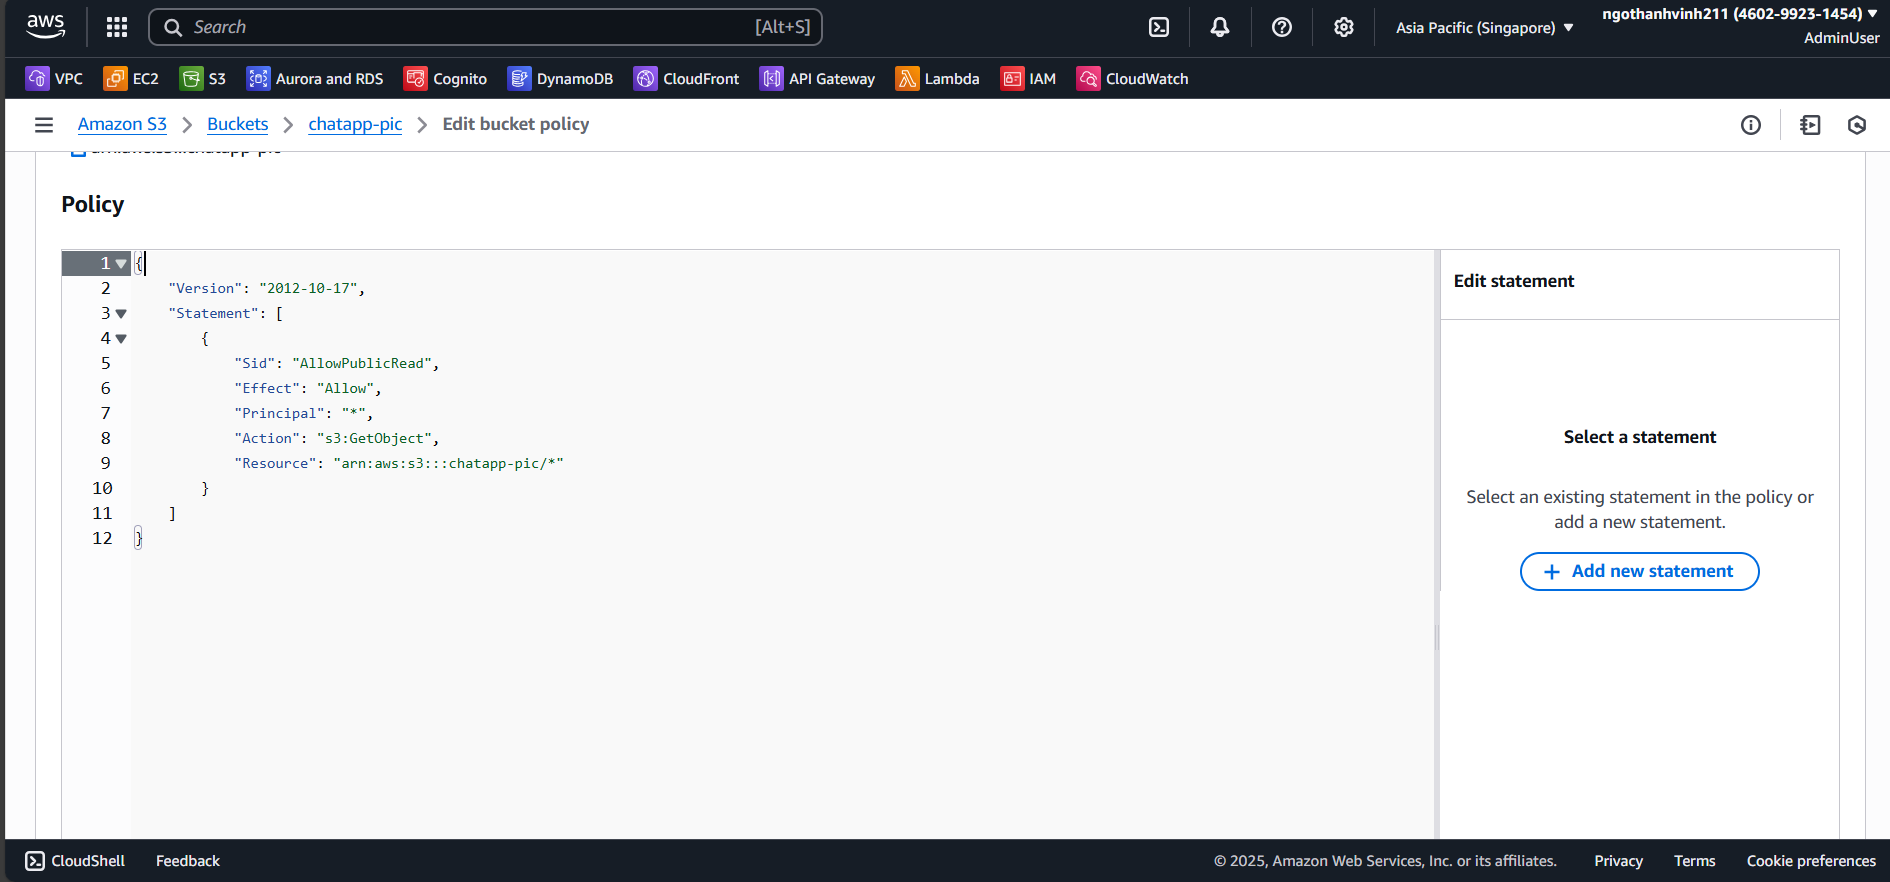 aws
Search [Alt+S]
Asia Pacific (Singapore)
ngothanhvinh211 (4602-9923-1454)
AdminUser
VPC EC2 S3 Aurora and RDS Cognito DynamoDB CloudFront API Gateway Lambda IAM CloudWatch
Amazon S3 > Buckets > chatapp-pic > Edit bucket policy
Policy
1 {
2 "Version": "2012-10-17",
3 "Statement": [
4 {
5 "Sid": "AllowPublicRead",
6 "Effect": "Allow",
7 "Principal": "*",
8 "Action": "s3:GetObject",
9 "Resource": "arn:aws:s3:::chatapp-pic/*"
10 }
11 ]
12 }
Edit statement
Select a statement
Select an existing statement in the policy or
add a new statement.
+ Add new statement
CloudShell Feedback © 2025, Amazon Web Services, Inc. or its affiliates. Privacy Terms Cookie preferences